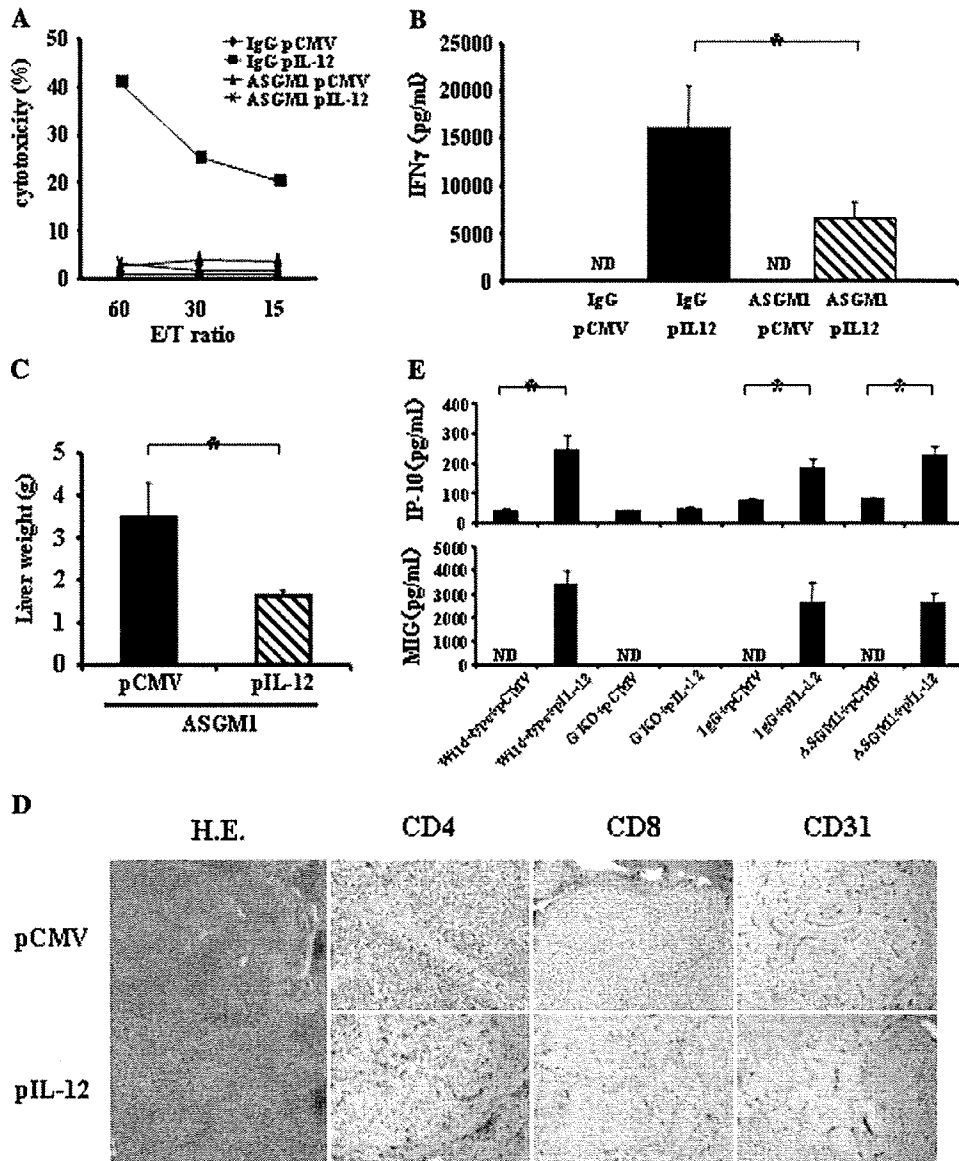 A
50
40
30
20
10
0
cytotoxicity (%)
60 30 15
E/T ratio
IgG pCMV
IgG pIL-12
ASGM1 pCMV
ASGM1 pIL-12
B
25000
20000
15000
10000
5000
0
IFNγ (pg/ml)
*
ND
ND
IgG pCMV
IgG pIL12
ASGM1 pCMV
ASGM1 pIL12
C
5
4
3
2
1
0
Liver weight (g)
*
pCMV pIL-12
ASGM1
E
400
300
200
100
0
IP-10(pg/ml)
* * *
5000
4000
3000
2000
1000
0
MIG(pg/ml)
ND ND ND ND
Wild-type+pCMV
Wild-type+pIL-12
GKO+pCMV
GKO+pIL-12
IgG+pCMV
IgG+pIL-12
ASGM1+pCMV
ASGM1+pIL-12
D
H.E. CD4 CD8 CD31
pCMV
pIL-12